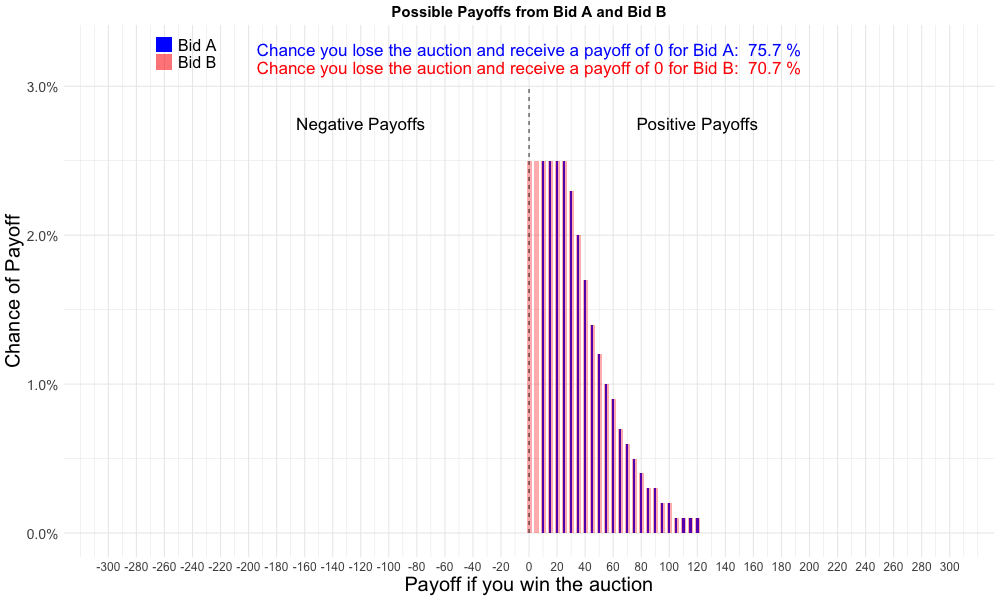 Possible Payoffs from Bid A and Bid B
Bid A
Bid B
Chance you lose the auction and receive a payoff of 0 for Bid A:  75.7 %
Chance you lose the auction and receive a payoff of 0 for Bid B:  70.7 %
Negative Payoffs
Positive Payoffs
Chance of Payoff
3.0%
2.0%
1.0%
0.0%
-300 -280 -260 -240 -220 -200 -180 -160 -140 -120 -100 -80 -60 -40 -20 0 20 40 60 80 100 120 140 160 180 200 220 240 260 280 300
Payoff if you win the auction